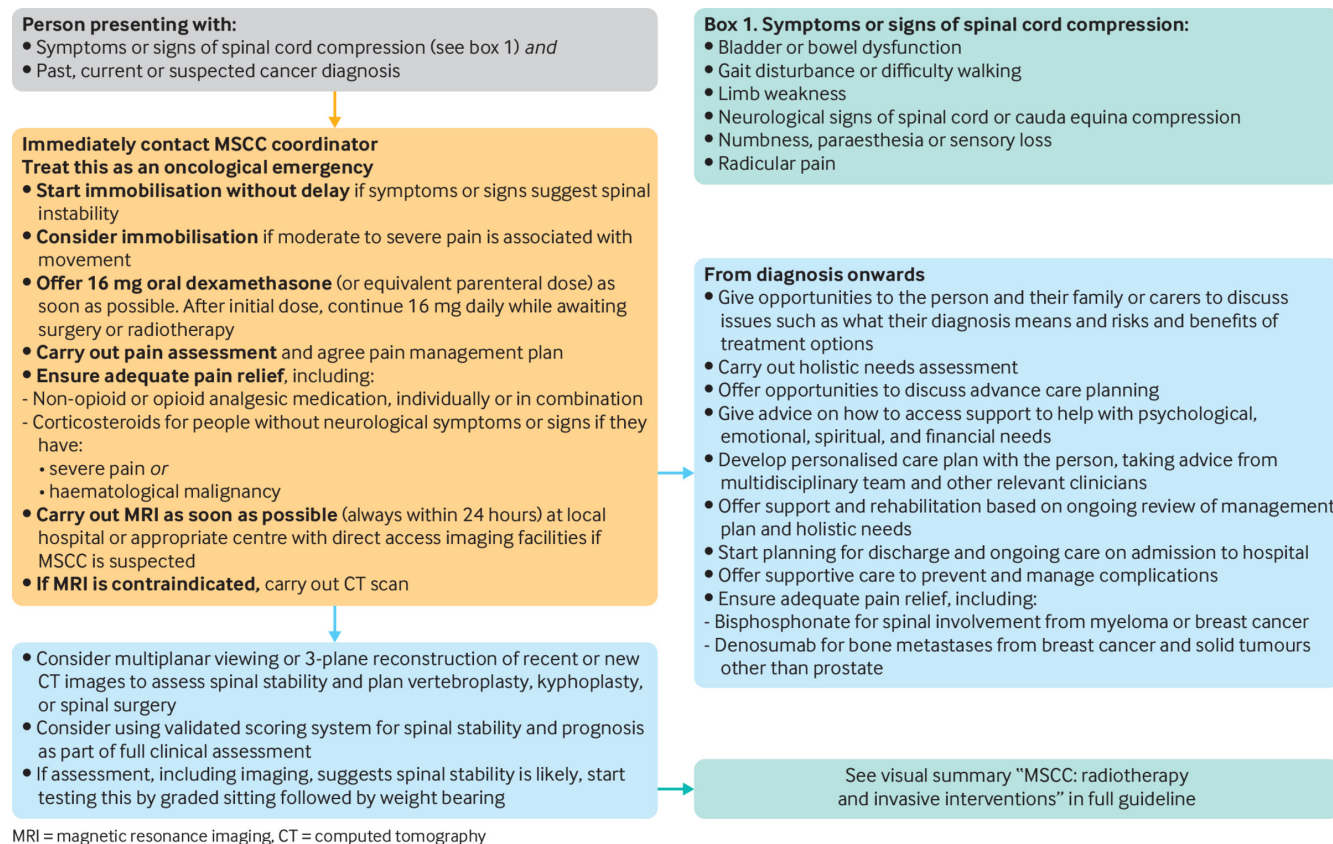 Person presenting with:
• Symptoms or signs of spinal cord compression (see box 1) and
• Past, current or suspected cancer diagnosis
Immediately contact MSCC coordinator
Treat this as an oncological emergency
• Start immobilisation without delay if symptoms or signs suggest spinal
instability
• Consider immobilisation if moderate to severe pain is associated with
movement
• Offer 16 mg oral dexamethasone (or equivalent parenteral dose) as
soon as possible. After initial dose, continue 16 mg daily while awaiting
surgery or radiotherapy
• Carry out pain assessment and agree pain management plan
• Ensure adequate pain relief, including:
- Non-opioid or opioid analgesic medication, individually or in combination
- Corticosteroids for people without neurological symptoms or signs if they
have:
• severe pain or
• haematological malignancy
• Carry out MRI as soon as possible (always within 24 hours) at local
hospital or appropriate centre with direct access imaging facilities if
MSCC is suspected
• If MRI is contraindicated, carry out CT scan
• Consider multiplanar viewing or 3-plane reconstruction of recent or new
CT images to assess spinal stability and plan vertebroplasty, kyphoplasty,
or spinal surgery
• Consider using validated scoring system for spinal stability and prognosis
as part of full clinical assessment
• If assessment, including imaging, suggests spinal stability is likely, start
testing this by graded sitting followed by weight bearing
MRI = magnetic resonance imaging, CT = computed tomography
Box 1. Symptoms or signs of spinal cord compression:
• Bladder or bowel dysfunction
• Gait disturbance or difficulty walking
• Limb weakness
• Neurological signs of spinal cord or cauda equina compression
• Numbness, paraesthesia or sensory loss
• Radicular pain
From diagnosis onwards
• Give opportunities to the person and their family or carers to discuss
issues such as what their diagnosis means and risks and benefits of
treatment options
• Carry out holistic needs assessment
• Offer opportunities to discuss advance care planning
• Give advice on how to access support to help with psychological,
emotional, spiritual, and financial needs
• Develop personalised care plan with the person, taking advice from
multidisciplinary team and other relevant clinicians
• Offer support and rehabilitation based on ongoing review of management
plan and holistic needs
• Start planning for discharge and ongoing care on admission to hospital
• Offer supportive care to prevent and manage complications
• Ensure adequate pain relief, including:
- Bisphosphonate for spinal involvement from myeloma or breast cancer
- Denosumab for bone metastases from breast cancer and solid tumours
other than prostate
See visual summary "MSCC: radiotherapy
and invasive interventions" in full guideline